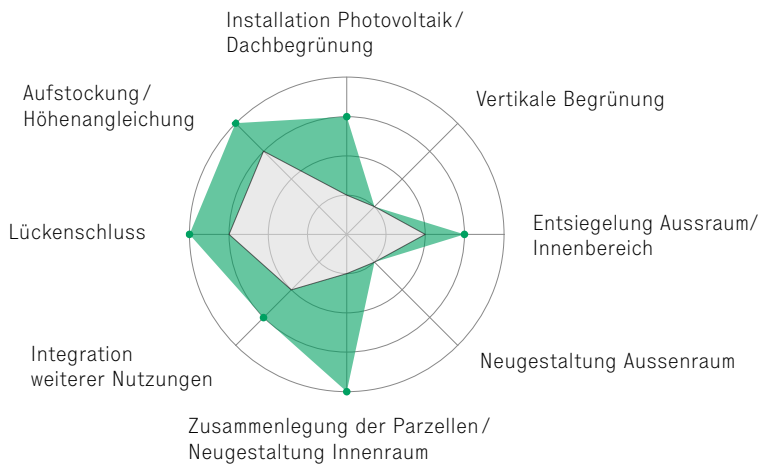 Installation Photovoltaik/
Dachbegrünung
Vertikale Begrünung
Aufstockung/
Höhenangleichung
Entsiegelung Aussraum/
Innenbereich
Lückenschluss
Neugestaltung Aussenraum
Integration
weiterer Nutzungen
Zusammenlegung der Parzellen/
Neugestaltung Innenraum